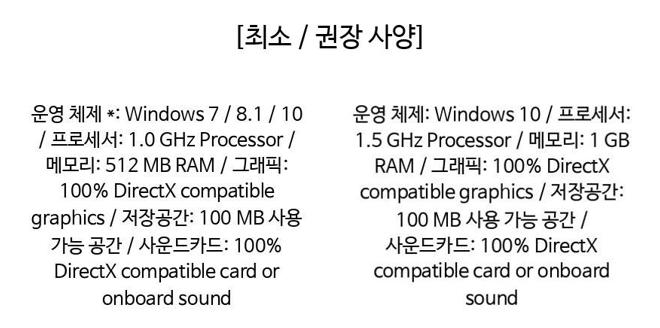 [최소 / 권장 사양]
운영 체제 *: Windows 7 / 8.1 / 10
/ 프로세서: 1.0 GHz Processor /
메모리: 512 MB RAM / 그래픽:
100% DirectX compatible
graphics / 저장공간: 100 MB 사용
가능 공간 / 사운드카드: 100%
DirectX compatible card or
onboard sound
운영 체제: Windows 10 / 프로세서:
1.5 GHz Processor / 메모리: 1 GB
RAM / 그래픽: 100% DirectX
compatible graphics / 저장공간:
100 MB 사용 가능 공간 /
사운드카드: 100% DirectX
compatible card or onboard
sound